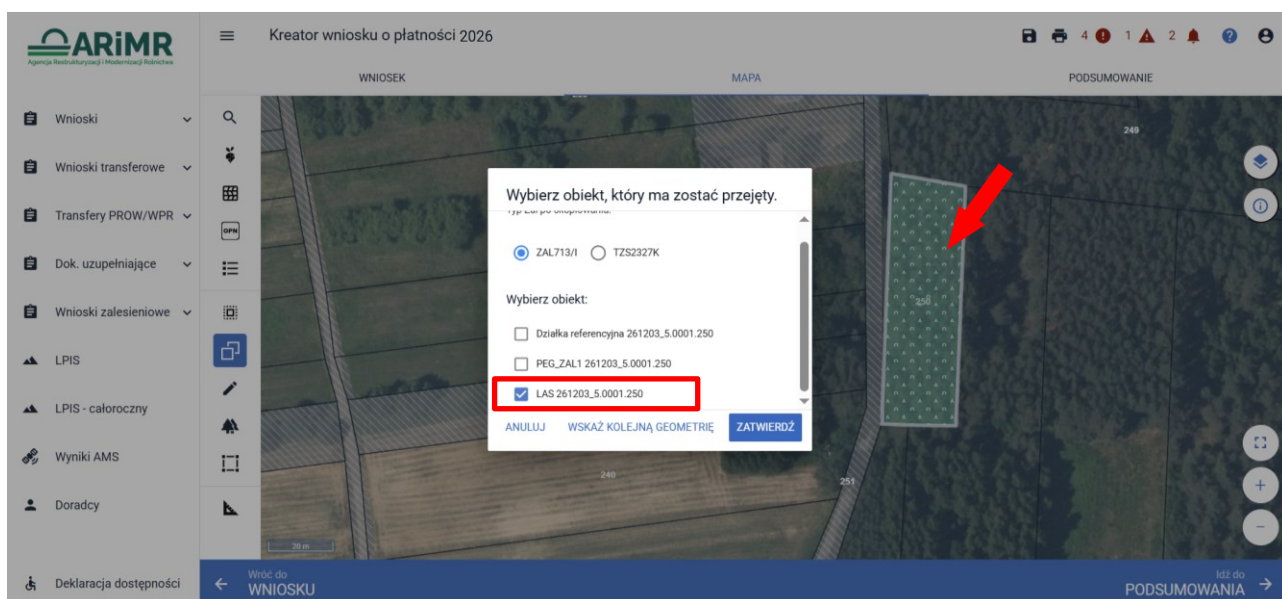 ARiMR
Agencja Restrukturyzacji i Modernizacji Rolnictwa
Kreator wniosku o płatności 2026
4 1 2
WNIOSEK MAPA PODSUMOWANIE
Wnioski
Wnioski transferowe
Transfery PROW/WPR
Dok. uzupełniające
Wnioski zalesieniowe
LPIS
LPIS - całoroczny
Wyniki AMS
Doradcy
Deklaracja dostępności
GPN
249
250
251
240
20 m
Wybierz obiekt, który ma zostać przejęty.
ZAL713/I TZS2327K
Wybierz obiekt:
Działka referencyjna 261203_5.0001.250
PEG_ZAL1 261203_5.0001.250
LAS 261203_5.0001.250
ANULUJ WSKAŻ KOLEJNĄ GEOMETRIĘ ZATWIERDŹ
Wróć do
WNIOSKU
Idź do
PODSUMOWANIA